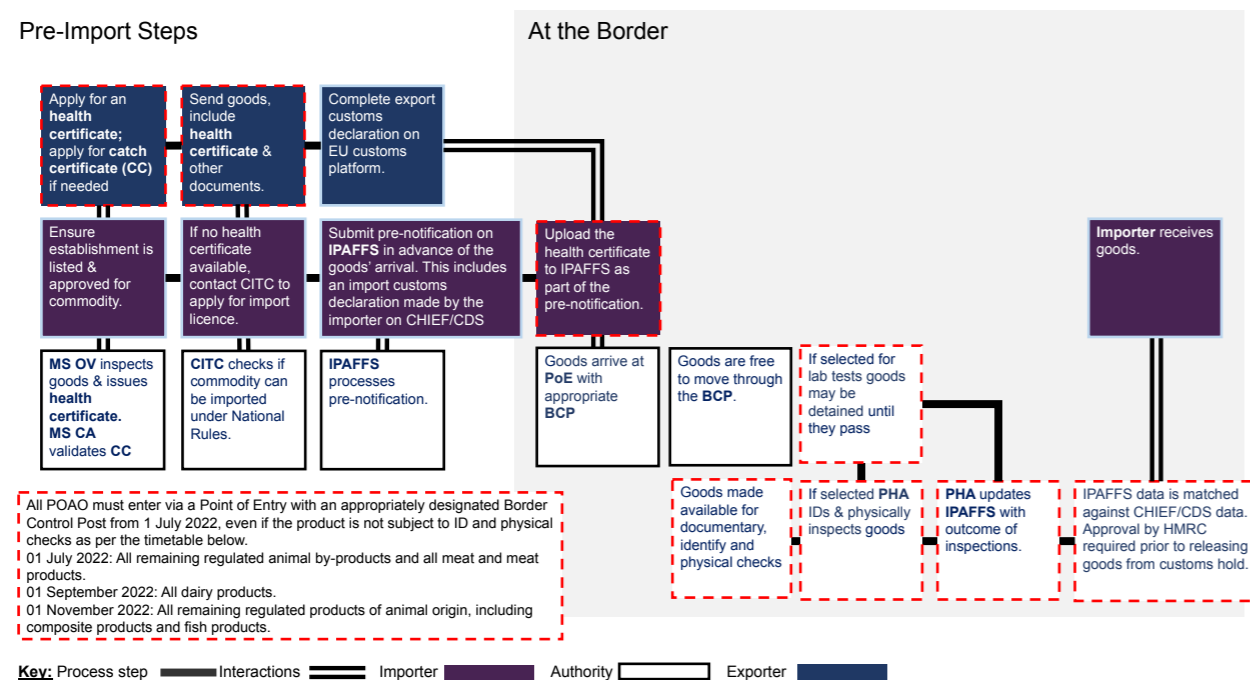 Pre-Import Steps
At the Border
Apply for an
health
certificate;
apply for catch
certificate (CC)
if needed
Send goods,
include
health
certificate &
other
documents.
Complete export
customs
declaration on
EU customs
platform.
Ensure
establishment is
listed &
approved for
commodity.
If no health
certificate
available,
contact CITC to
apply for import
licence.
Submit pre-notification on
IPAFFS in advance of the
goods' arrival. This includes
an import customs
declaration made by the
importer on CHIEF/CDS
Upload the
health certificate
to IPAFFS as
part of the
pre-notification.
Importer receives
goods.
MS OV inspects
goods & issues
health
certificate.
MS CA
validates CC
CITC checks if
commodity can
be imported
under National
Rules.
IPAFFS
processes
pre-notification.
Goods arrive at
PoE with
appropriate
BCP
Goods are free
to move through
the BCP.
If selected for
lab tests goods
may be
detained until
they pass
Goods made
available for
documentary,
identify and
physical checks
If selected PHA
IDs & physically
inspects goods
PHA updates
IPAFFS with
outcome of
inspections.
IPAFFS data is matched
against CHIEF/CDS data.
Approval by HMRC
required prior to releasing
goods from customs hold.
All POAO must enter via a Point of Entry with an appropriately designated Border
Control Post from 1 July 2022, even if the product is not subject to ID and physical
checks as per the timetable below.
01 July 2022: All remaining regulated animal by-products and all meat and meat
products.
01 September 2022: All dairy products.
01 November 2022: All remaining regulated products of animal origin, including
composite products and fish products.
Key: Process step Interactions Importer Authority Exporter